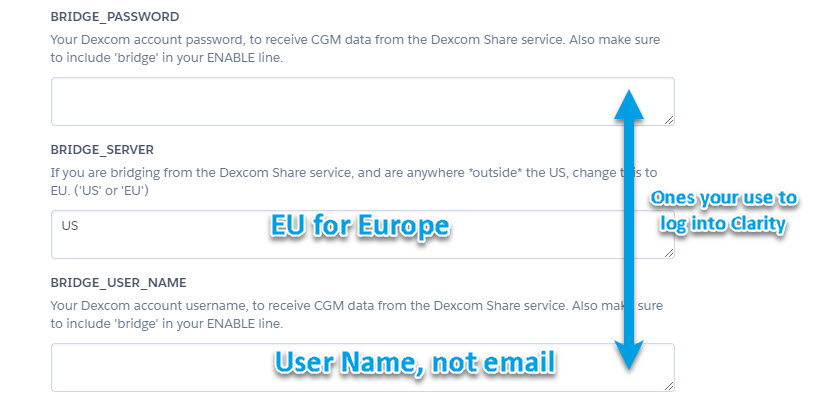 BRIDGE_PASSWORD
Your Dexcom account password, to receive CGM data from the Dexcom Share service. Also make sure
to include 'bridge' in your ENABLE line.
BRIDGE_SERVER
If you are bridging from the Dexcom Share service, and are anywhere *outside* the US, change this to
EU. ('US' or 'EU')
US
EU for Europe
Ones your use to
log into Clarity
BRIDGE_USER_NAME
Your Dexcom account username, to receive CGM data from the Dexcom Share service. Also make sure
to include 'bridge' in your ENABLE line.
User Name, not email